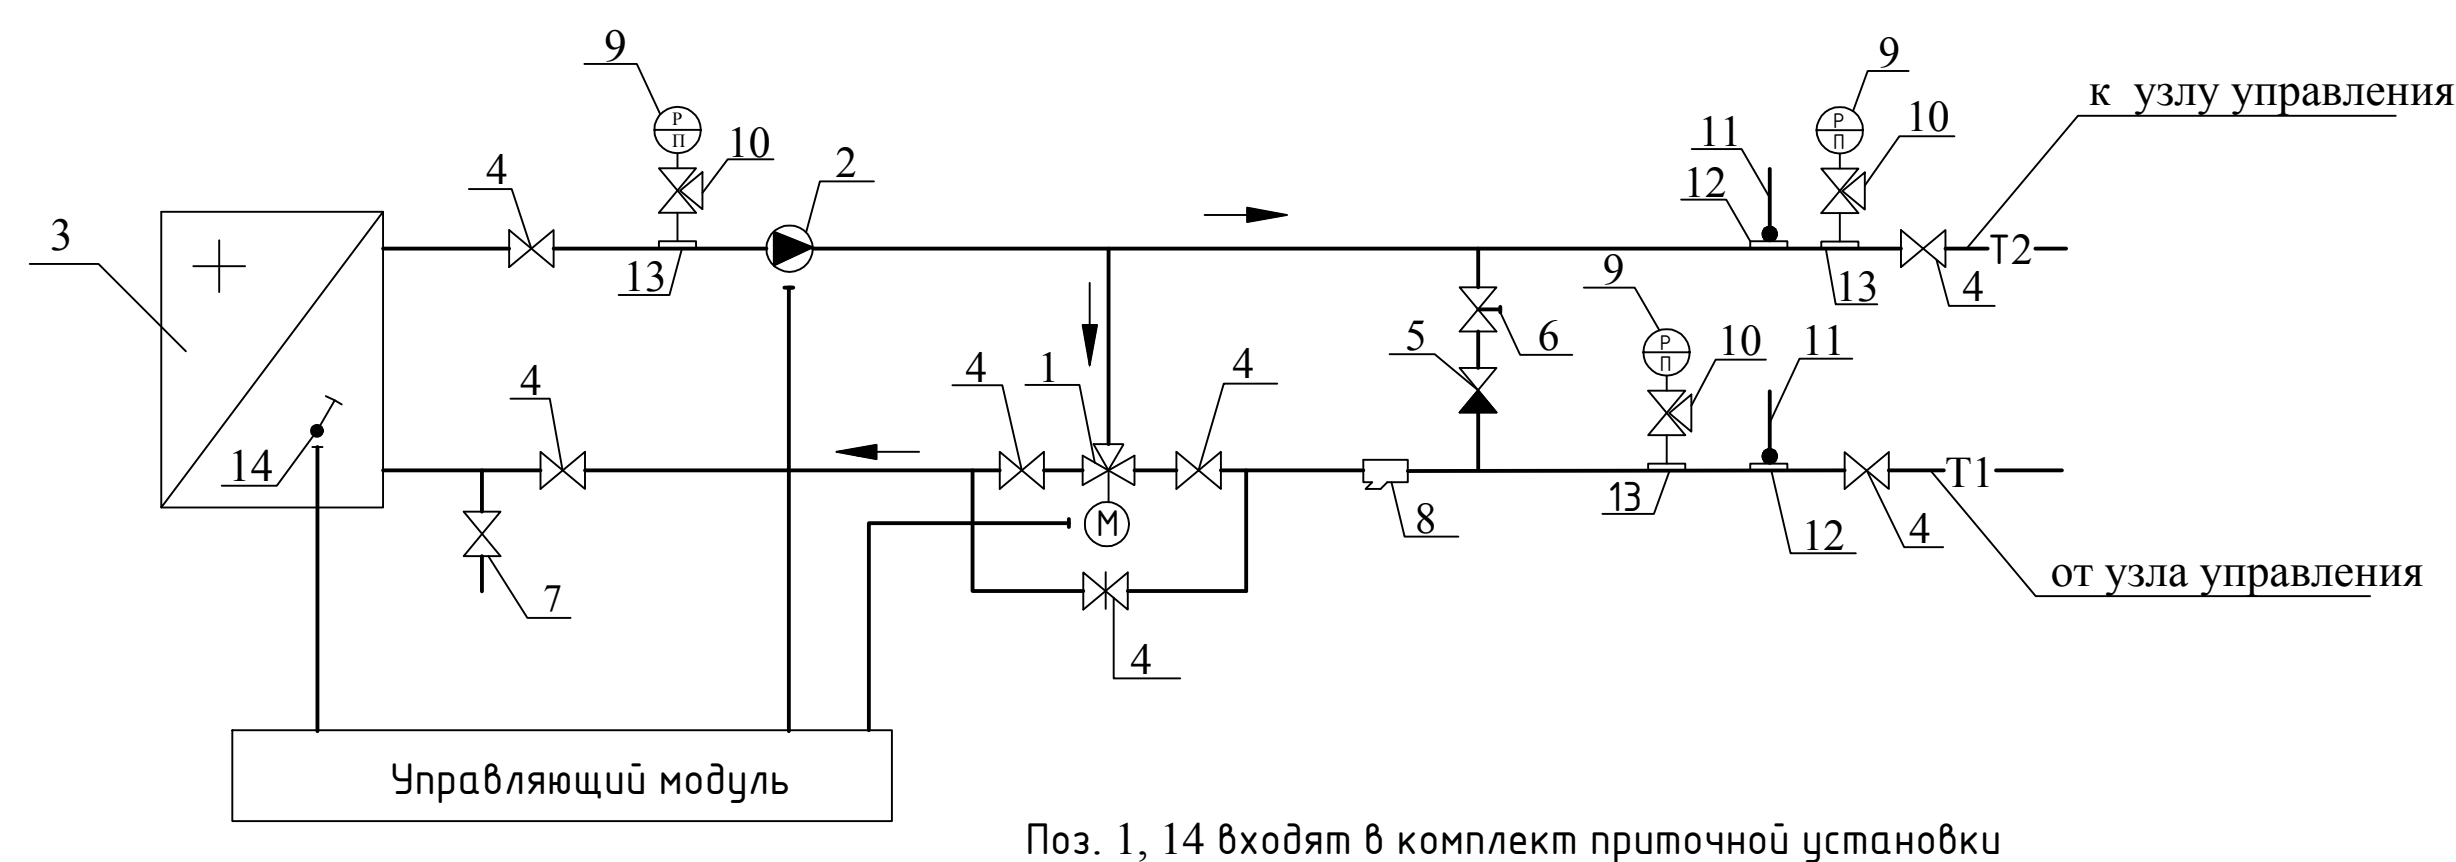 9
9
к узлу управления
P
П
10
P
П
10
11
4
2
12
3
T2
13
9
13
4
5
6
P
П
10
11
4
4
1
4
14
T1
M
13
8
12
4
7
от узла управления
4
Управляющий модуль
Поз. 1, 14 входят в комплект приточной установки